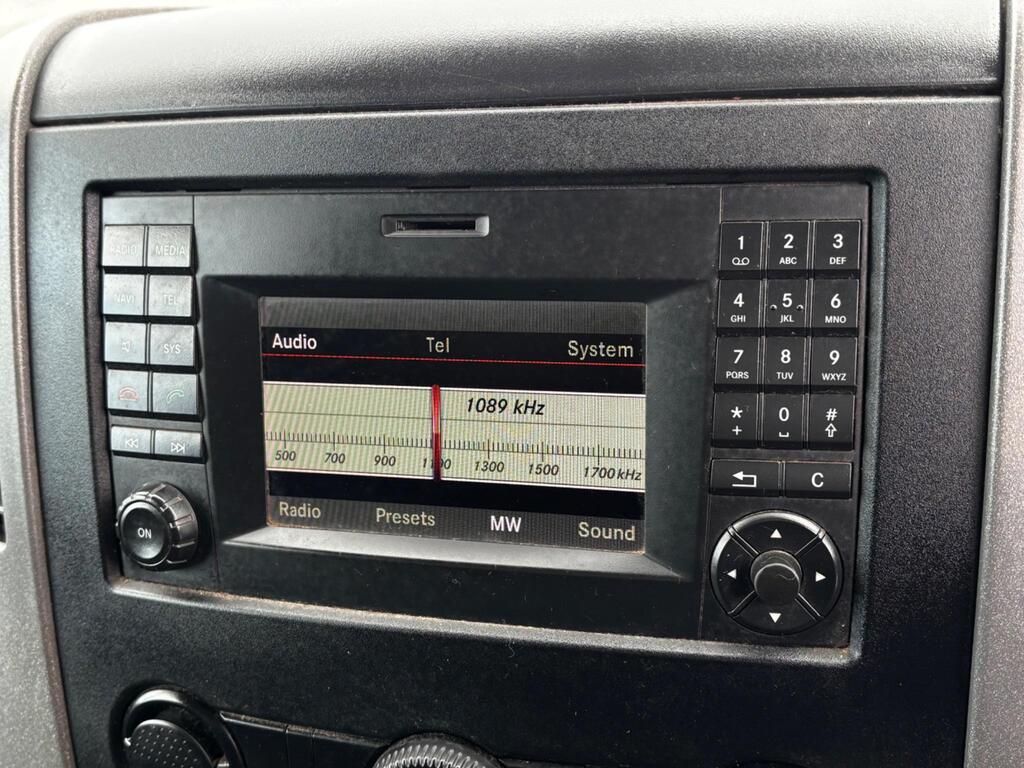 RADIO MEDIA
NAVI TEL
SYS
ON
Audio Tel System
1089 kHz
500 700 900 1100 1300 1500 1700 kHz
Radio Presets MW Sound
1 2 3
ABC DEF
4 5 6
GHI JKL MNO
7 8 9
PQRS TUV WXYZ
* 0 #
+
C